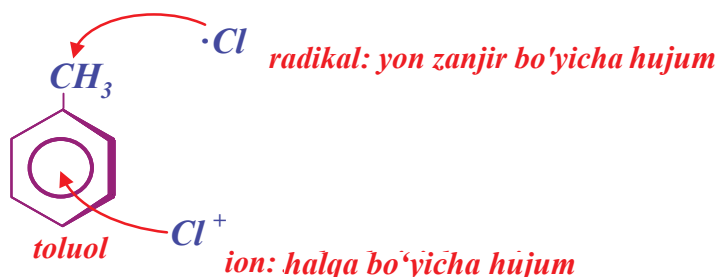 ·Cl
radikal: yon zanjir bo'yicha hujum
CH3
Cl+
toluol
ion: halqa bo‘yicha hujum